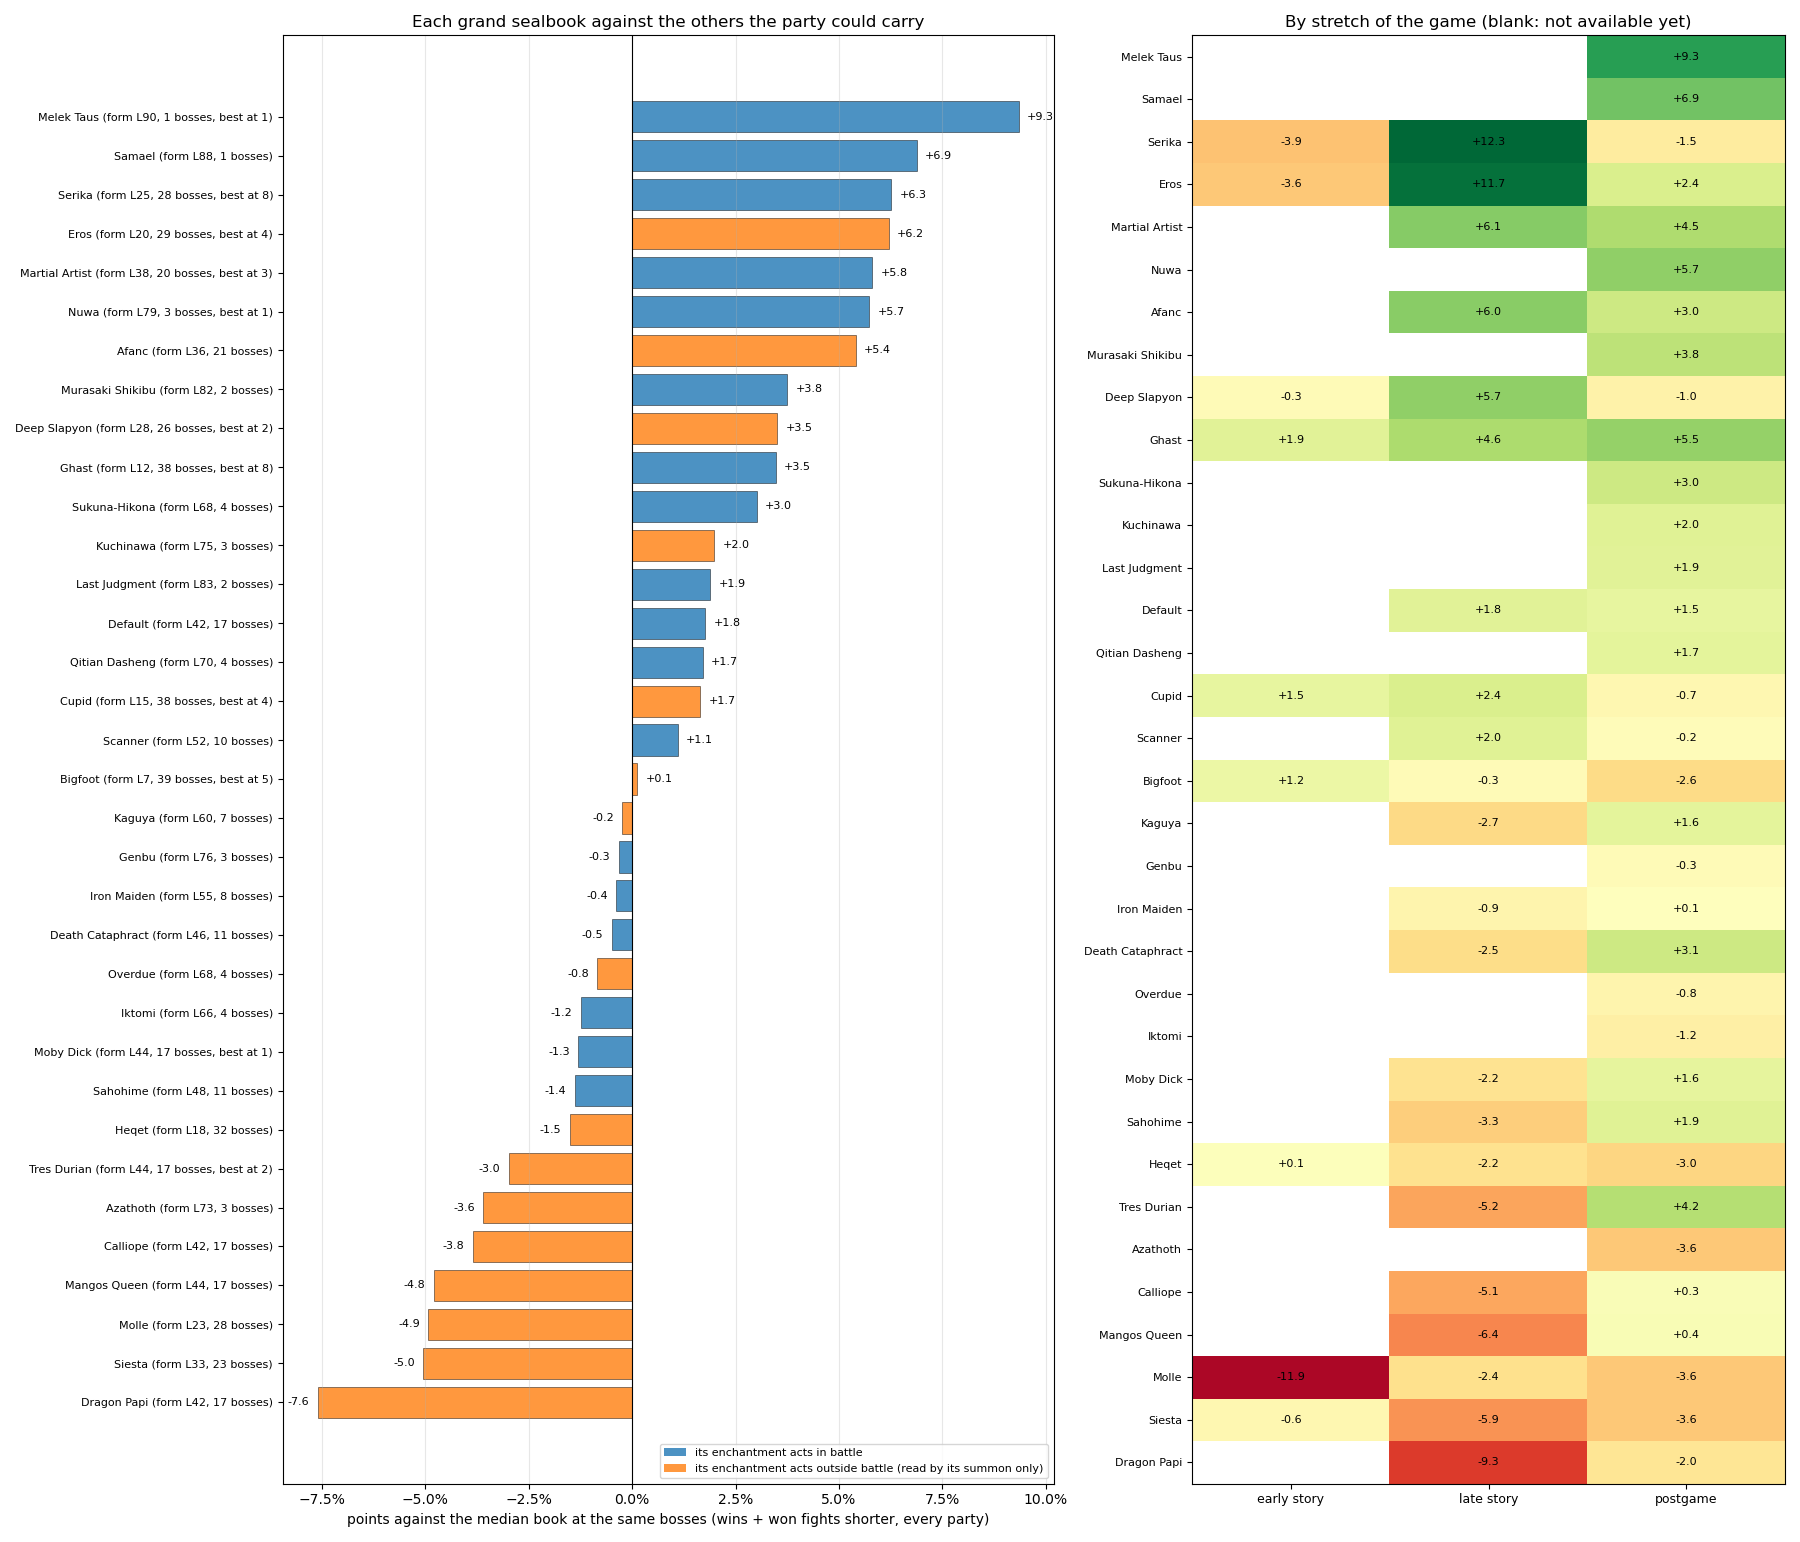 Each grand sealbook against the others the party could carry
Melek Taus (form L90, 1 bosses, best at 1)
+9.3
Samael (form L88, 1 bosses)
+6.9
Serika (form L25, 28 bosses, best at 8)
+6.3
Eros (form L20, 29 bosses, best at 4)
+6.2
Martial Artist (form L38, 20 bosses, best at 3)
+5.8
Nuwa (form L79, 3 bosses, best at 1)
+5.7
Afanc (form L36, 21 bosses)
+5.4
Murasaki Shikibu (form L82, 2 bosses)
+3.8
Deep Slapyon (form L28, 26 bosses, best at 2)
+3.5
Ghast (form L12, 38 bosses, best at 8)
+3.5
Sukuna-Hikona (form L68, 4 bosses)
+3.0
Kuchinawa (form L75, 3 bosses)
+2.0
Last Judgment (form L83, 2 bosses)
+1.9
Default (form L42, 17 bosses)
+1.8
Qitian Dasheng (form L70, 4 bosses)
+1.7
Cupid (form L15, 38 bosses, best at 4)
+1.7
Scanner (form L52, 10 bosses)
+1.1
Bigfoot (form L7, 39 bosses, best at 5)
+0.1
Kaguya (form L60, 7 bosses)
-0.2
Genbu (form L76, 3 bosses)
-0.3
Iron Maiden (form L55, 8 bosses)
-0.4
Death Cataphract (form L46, 11 bosses)
-0.5
Overdue (form L68, 4 bosses)
-0.8
Iktomi (form L66, 4 bosses)
-1.2
Moby Dick (form L44, 17 bosses, best at 1)
-1.3
Sahohime (form L48, 11 bosses)
-1.4
Heqet (form L18, 32 bosses)
-1.5
Tres Durian (form L44, 17 bosses, best at 2)
-3.0
Azathoth (form L73, 3 bosses)
-3.6
Calliope (form L42, 17 bosses)
-3.8
Mangos Queen (form L44, 17 bosses)
-4.8
Molle (form L23, 28 bosses)
-4.9
Siesta (form L33, 23 bosses)
-5.0
Dragon Papi (form L42, 17 bosses)
-7.6
its enchantment acts in battle
its enchantment acts outside battle (read by its summon only)
−7.5% −5.0% −2.5% 0.0% 2.5% 5.0% 7.5% 10.0%
points against the median book at the same bosses (wins + won fights shorter, every party)
By stretch of the game (blank: not available yet)
Melek Taus +9.3
Samael +6.9
Serika -3.9 +12.3 -1.5
Eros -3.6 +11.7 +2.4
Martial Artist +6.1 +4.5
Nuwa +5.7
Afanc +6.0 +3.0
Murasaki Shikibu +3.8
Deep Slapyon -0.3 +5.7 -1.0
Ghast +1.9 +4.6 +5.5
Sukuna-Hikona +3.0
Kuchinawa +2.0
Last Judgment +1.9
Default +1.8 +1.5
Qitian Dasheng +1.7
Cupid +1.5 +2.4 -0.7
Scanner +2.0 -0.2
Bigfoot +1.2 -0.3 -2.6
Kaguya -2.7 +1.6
Genbu -0.3
Iron Maiden -0.9 +0.1
Death Cataphract -2.5 +3.1
Overdue -0.8
Iktomi -1.2
Moby Dick -2.2 +1.6
Sahohime -3.3 +1.9
Heqet +0.1 -2.2 -3.0
Tres Durian -5.2 +4.2
Azathoth -3.6
Calliope -5.1 +0.3
Mangos Queen -6.4 +0.4
Molle -11.9 -2.4 -3.6
Siesta -0.6 -5.9 -3.6
Dragon Papi -9.3 -2.0
early story late story postgame